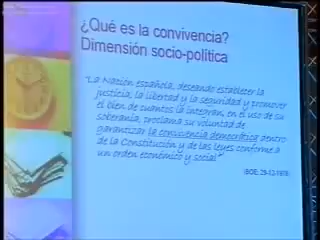 ¿Qué es la convivencia?
Dimensión socio-política
"La Nación española, deseando establecer la
justicia, la libertad y la seguridad y promover
el bien de cuantos la integran, en el uso de su
soberanía, proclama su voluntad de
garantizar la convivencia democrática dentro
de la Constitución y de las leyes conforme a
un orden económico y social"
(BOE, 29-12-1978)